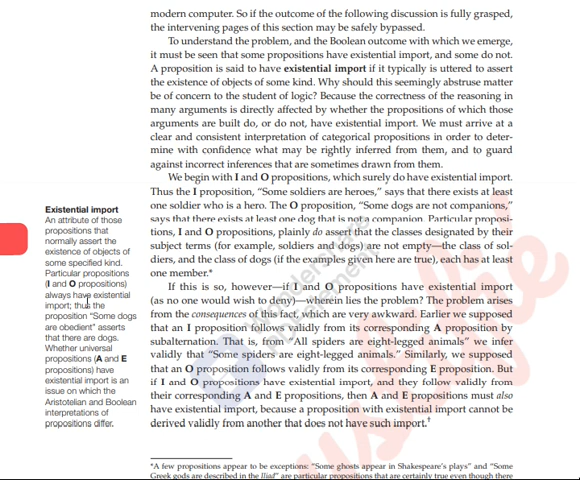 modern computer. So if the outcome of the following discussion is fully grasped,
the intervening pages of this section may be safely bypassed.
To understand the problem, and the Boolean outcome with which we emerge,
it must be seen that some propositions have existential import, and some do not.
A proposition is said to have existential import if it typically is uttered to assert
the existence of objects of some kind. Why should this seemingly abstruse matter
be of concern to the student of logic? Because the correctness of the reasoning in
many arguments is directly affected by whether the propositions of which those
arguments are built do, or do not, have existential import. We must arrive at a
clear and consistent interpretation of categorical propositions in order to deter-
mine with confidence what may be rightly inferred from them, and to guard
against incorrect inferences that are sometimes drawn from them.
We begin with I and O propositions, which surely do have existential import.
Thus the I proposition, “Some soldiers are heroes,” says that there exists at least
one soldier who is a hero. The O proposition, “Some dogs are not companions,”
says that there exists at least one dog that is not a companion. Particular proposi-
tions, I and O propositions, plainly do assert that the classes designated by their
subject terms (for example, soldiers and dogs) are not empty—the class of sol-
diers, and the class of dogs (if the examples given here are true), each has at least
one member.*
If this is so, however—if I and O propositions have existential import
(as no one would wish to deny)—wherein lies the problem? The problem arises
from the consequences of this fact, which are very awkward. Earlier we supposed
that an I proposition follows validly from its corresponding A proposition by
subalternation. That is, from “All spiders are eight-legged animals” we infer
validly that “Some spiders are eight-legged animals.” Similarly, we supposed
that an O proposition follows validly from its corresponding E proposition. But
if I and O propositions have existential import, and they follow validly from
their corresponding A and E propositions, then A and E propositions must also
have existential import, because a proposition with existential import cannot be
derived validly from another that does not have such import.†
Existential import
An attribute of those
propositions that
normally assert the
existence of objects of
some specified kind.
Particular propositions
(I and O propositions)
always have existential
import; thus the
proposition “Some dogs
are obedient” asserts
that there are dogs.
Whether universal
propositions (A and E
propositions) have
existential import is an
issue on which the
Aristotelian and Boolean
interpretations of
propositions differ.
*A few propositions appear to be exceptions: “Some ghosts appear in Shakespeare’s plays” and “Some
Greek gods are described in the Iliad” are particular propositions that are certainly true even though there
Wondershare
PDFelement